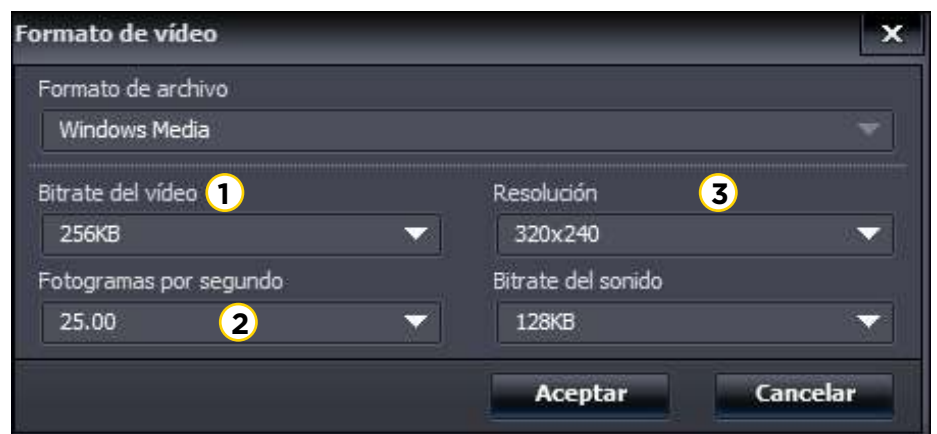 Formato de vídeo
x
Formato de archivo
Windows Media
Bitrate del vídeo 1
Resolución 3
256KB
320x240
Fotogramas por segundo
Bitrate del sonido
25.00 2
128KB
Aceptar
Cancelar